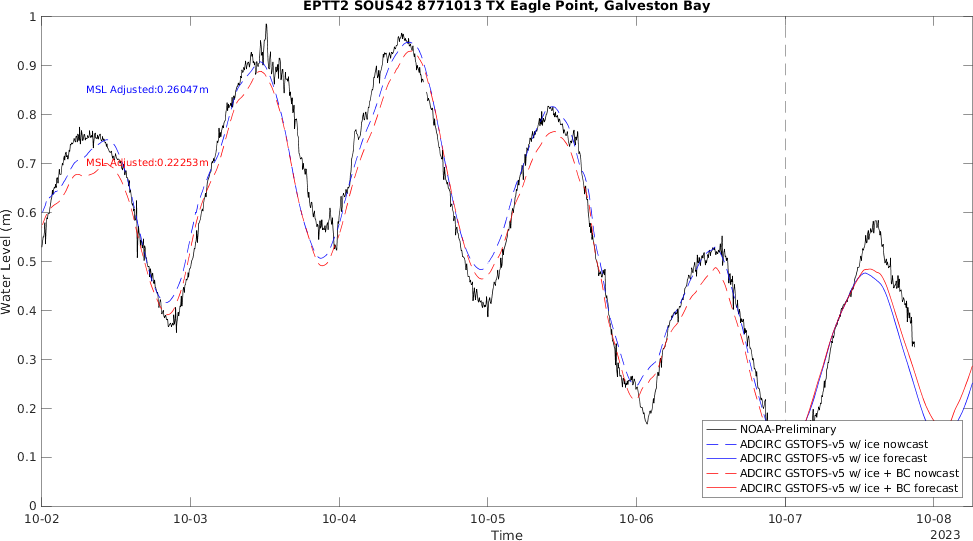 EPTT2 SOUS42 8771013 TX Eagle Point, Galveston Bay
1
0.9
0.8
0.7
0.6
0.5
0.4
0.3
0.2
0.1
0
Water Level (m)
MSL Adjusted:0.26047m
MSL Adjusted:0.22253m
NOAA-Preliminary
ADCIRC GSTOFS-v5 w/ ice nowcast
ADCIRC GSTOFS-v5 w/ ice forecast
ADCIRC GSTOFS-v5 w/ ice + BC nowcast
ADCIRC GSTOFS-v5 w/ ice + BC forecast
10-02 10-03 10-04 10-05 10-06 10-07 10-08
2023
Time